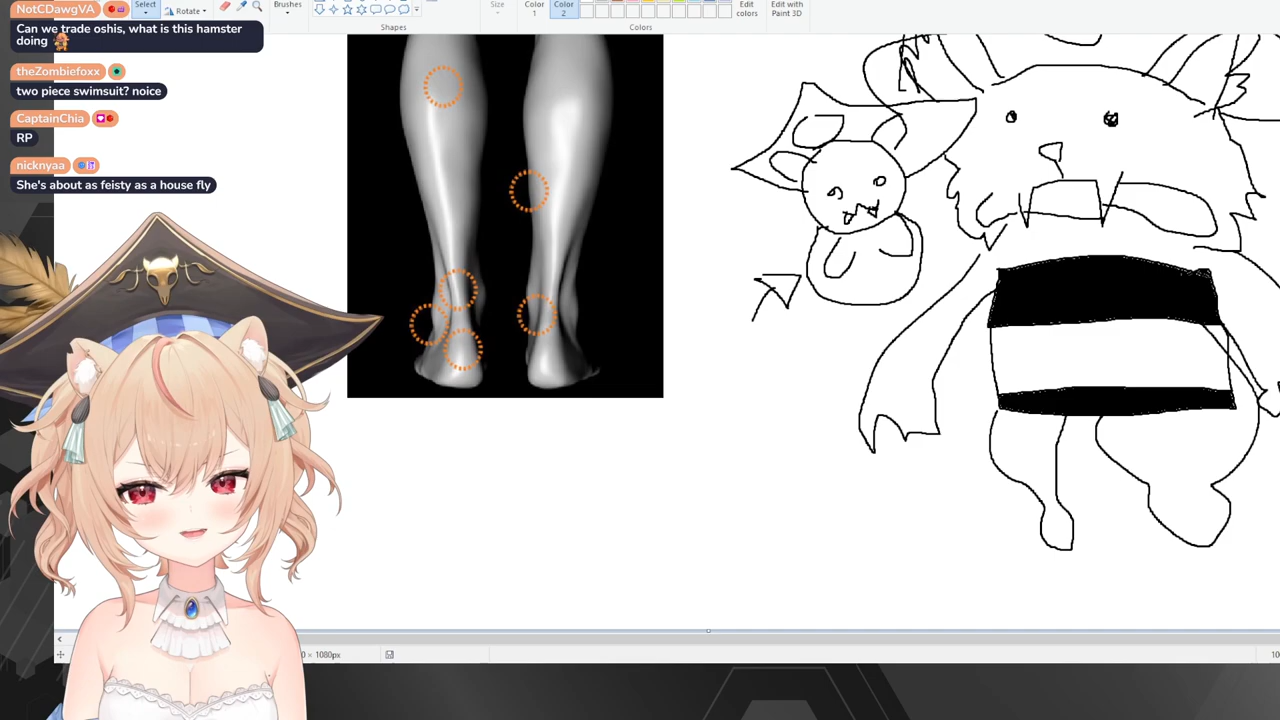 NotCDawgVA
Can we trade oshis, what is this hamster
doing
theZombiefoxx
two piece swimsuit? noice
CaptainChia
RP
nicknyaa
She's about as feisty as a house fly
Select
Rotate
Brushes
Shapes
Size
Color
1
Color
2
Edit
colors
Edit with
Paint 3D
Colors
0 × 1080px
10